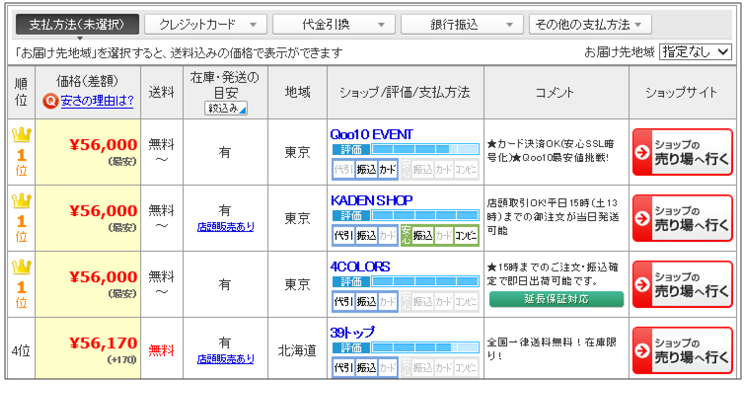 支払方法(未選択)
クレジットカード
代金引換
銀行振込
その他の支払方法
「お届け先地域」を選択すると、送料込みの価格で表示ができます
お届け先地域 指定なし
順位
価格(差額)
安さの理由は?
送料
在庫・発送の目安
絞込み
地域
ショップ/評価/支払方法
コメント
ショップサイト
1位
¥56,000
(最安)
無料
～
有
東京
Qoo10 EVENT
評価
代引 振込 カード 振込 カード コンビニ
★カード決済OK(安心SSL暗
号化)★Qoo10最安値挑戦!
ショップの
売り場へ行く
1位
¥56,000
(最安)
無料
～
有
店頭販売あり
東京
KADEN SHOP
評価
代引 振込 カード 安心 振込 カード コンビニ
店頭取引OK!平日15時(土13
時)までの御注文が当日発送
可能
ショップの
売り場へ行く
1位
¥56,000
(最安)
無料
～
有
東京
4COLORS
評価
代引 振込 カード 振込 カード コンビニ
★15時までのご注文・振込確
定で即日出荷可能です。
延長保証対応
ショップの
売り場へ行く
4位
¥56,170
(+170)
無料
有
店頭販売あり
北海道
39トップ
評価
代引 振込 カード 振込 カード コンビニ
全国一律送料無料！在庫限
り！
ショップの
売り場へ行く